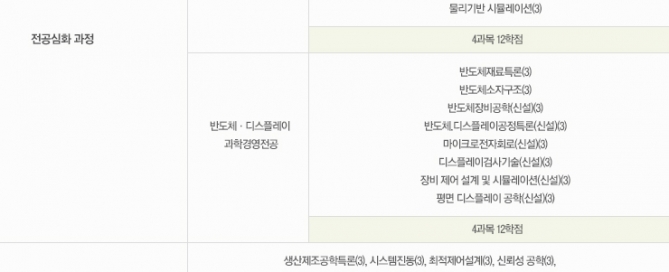 물리기반 시뮬레이션(3)
4과목 12학점
전공심화 과정
반도체 · 디스플레이
과학경영전공
반도체재료특론(3)
반도체소자구조(3)
반도체장비공학(신설)(3)
반도체.디스플레이공정특론(신설)(3)
마이크로전자회로(신설)(3)
디스플레이검사기술(신설)(3)
장비 제어 설계 및 시뮬레이션(신설)(3)
평면 디스플레이 공학(신설)(3)
4과목 12학점
생산제조공학특론(3), 시스템진동(3), 최적제어설계(3), 신뢰성 공학(3),